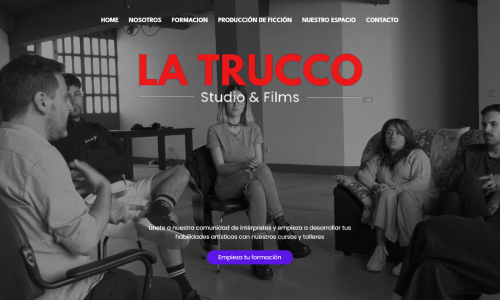 HOME NOSOTROS FORMACION PRODUCCIÓN DE FICCIÓN NUESTRO ESPACIO CONTACTO
LA TRUCCO
Studio & Films
Únete a nuestra comunidad de intérpretes y empieza a desarrollar tus
habilidades artísticas con nuestros cursos y talleres
Empieza tu formación